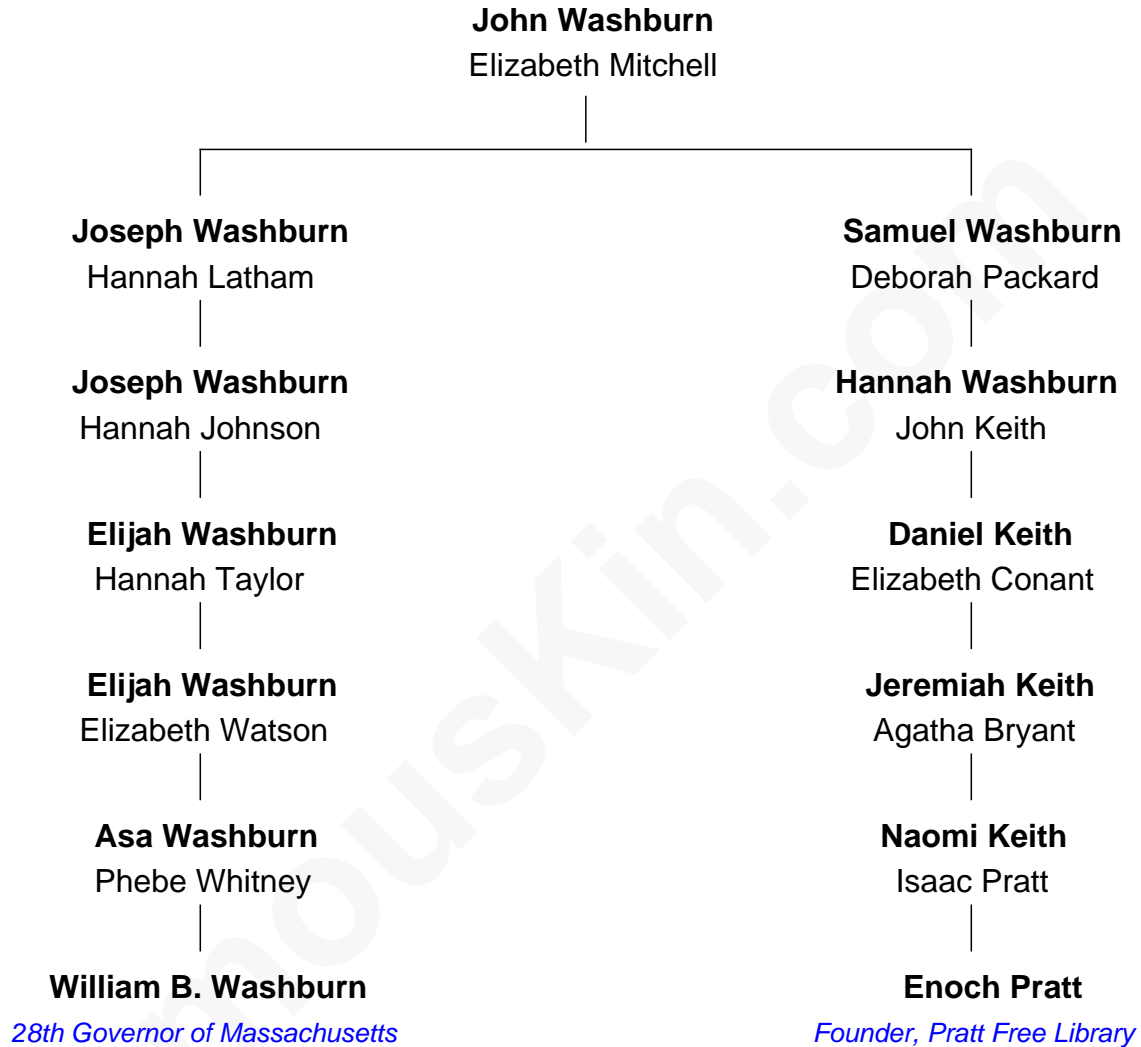 John Washburn
Elizabeth Mitchell
Joseph Washburn
Hannah Latham
Samuel Washburn
Deborah Packard
Joseph Washburn
Hannah Johnson
Hannah Washburn
John Keith
Elijah Washburn
Hannah Taylor
Daniel Keith
Elizabeth Conant
Elijah Washburn
Elizabeth Watson
Jeremiah Keith
Agatha Bryant
Asa Washburn
Phebe Whitney
Naomi Keith
Isaac Pratt
William B. Washburn
28th Governor of Massachusetts
Enoch Pratt
Founder, Pratt Free Library
mouskin.com